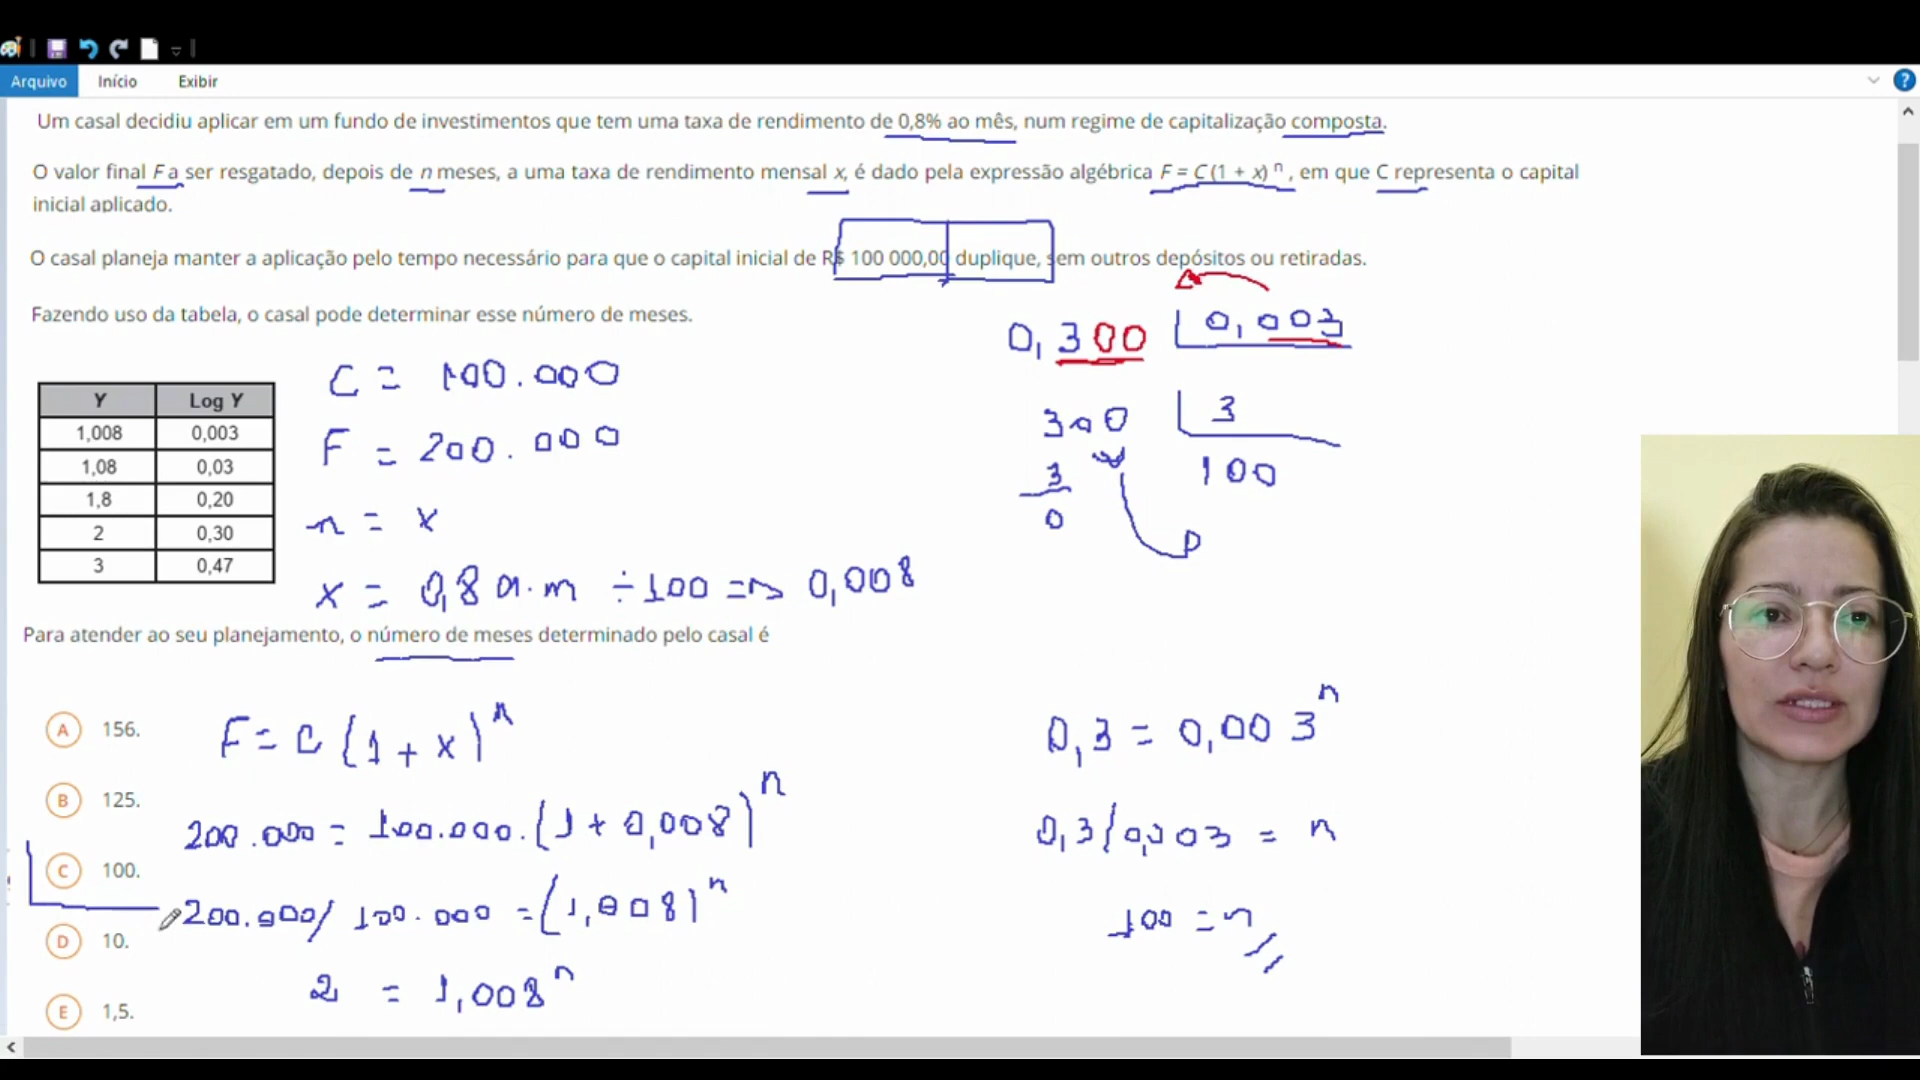 Arquivo Início Exibir
Um casal decidiu aplicar em um fundo de investimentos que tem uma taxa de rendimento de 0,8% ao mês, num regime de capitalização composta.
O valor final F a ser resgatado, depois de n meses, a uma taxa de rendimento mensal x, é dado pela expressão algébrica F = C (1 + x) ⁿ , em que C representa o capital
inicial aplicado.
O casal planeja manter a aplicação pelo tempo necessário para que o capital inicial de R$ 100 000,00 duplique, sem outros depósitos ou retiradas.
Fazendo uso da tabela, o casal pode determinar esse número de meses.
0,300 0,003
300 3
3 100
0 0
Y Log Y
1,008 0,003
1,08 0,03
1,8 0,20
2 0,30
3 0,47
C = 100.000
F = 200.000
n = x
x = 0,8 a.m ÷100 => 0,008
Para atender ao seu planejamento, o número de meses determinado pelo casal é
A 156.
B 125.
C 100.
D 10.
E 1,5.
F = C (1 + x)ⁿ
200.000 = 100.000.(1 + 0,008)ⁿ
200.000/ 100.000 = (1,008)ⁿ
2 = 1,008ⁿ
0,3 = 0,003ⁿ
0,3/0,003 = n
100 = n //